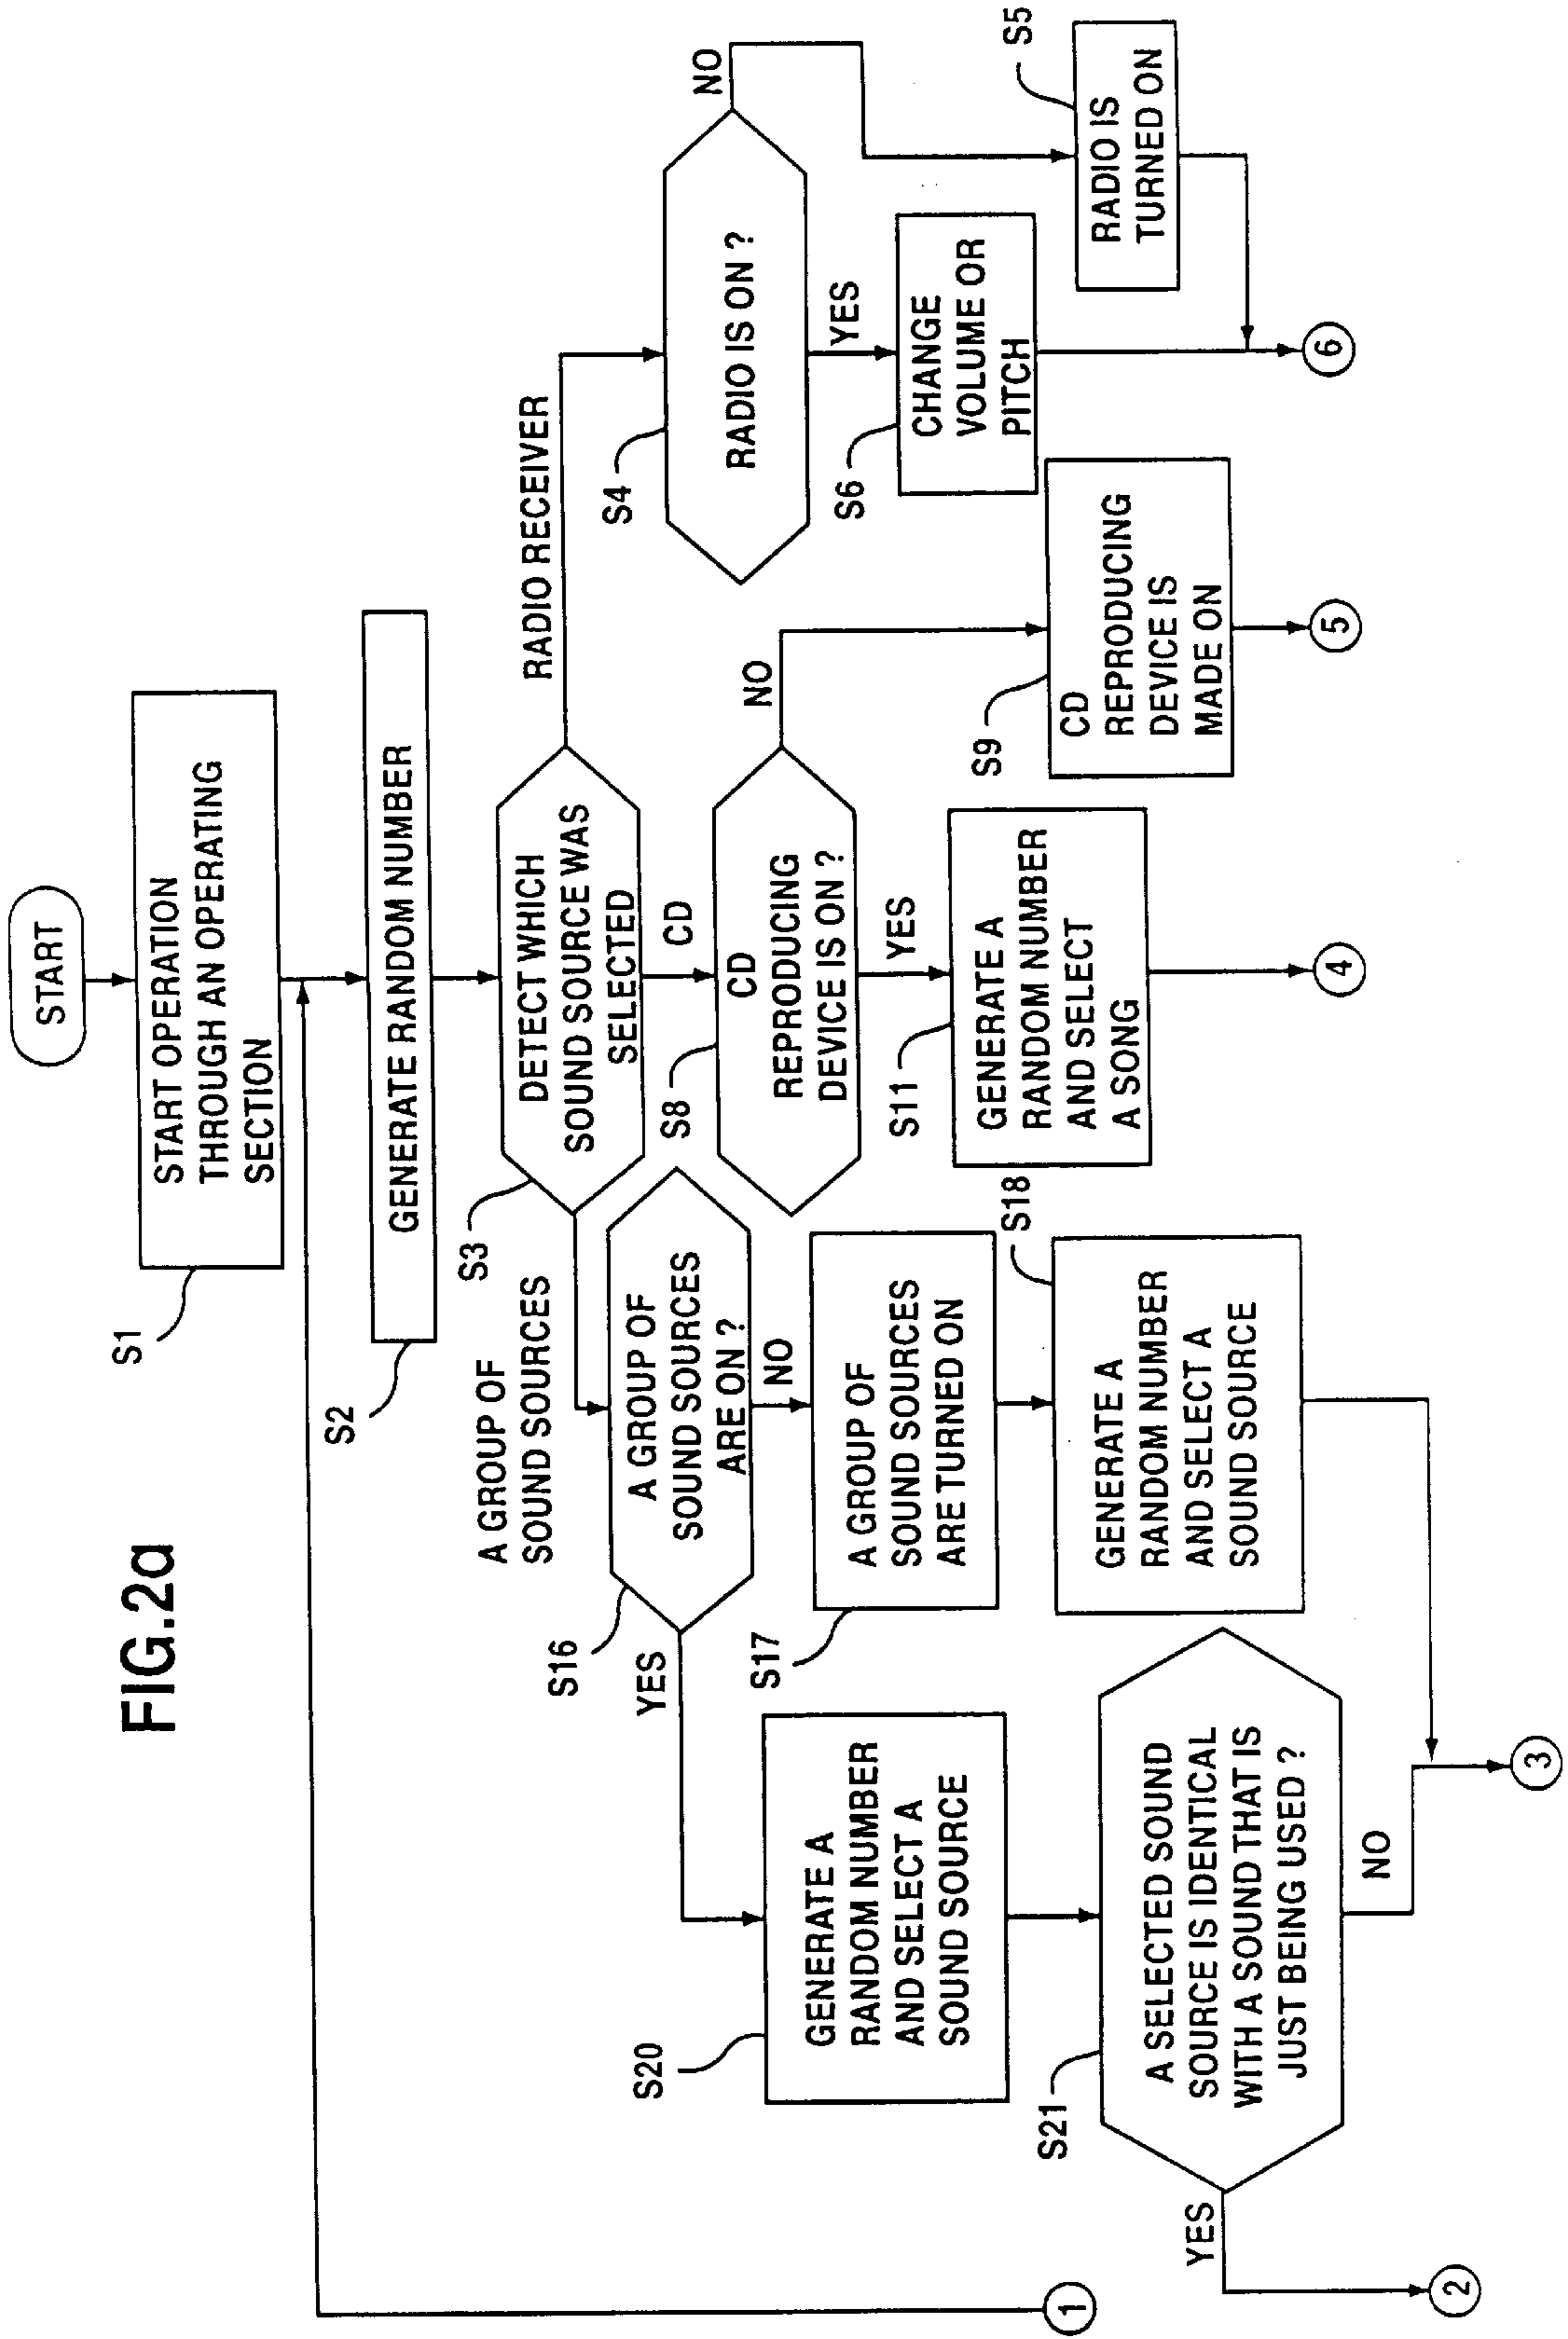 FIG.2a
START
S1
START OPERATION
THROUGH AN OPERATING
SECTION
S2
GENERATE RANDOM NUMBER
S3
DETECT WHICH
SOUND SOURCE WAS
SELECTED
A GROUP OF
SOUND SOURCES
CD
RADIO RECEIVER
S16
A GROUP OF
SOUND SOURCES
ARE ON ?
YES
NO
S8
CD
REPRODUCING
DEVICE IS ON ?
YES
NO
S4
RADIO IS ON ?
YES
NO
S20
GENERATE A
RANDOM NUMBER
AND SELECT A
SOUND SOURCE
S17
A GROUP OF
SOUND SOURCES
ARE TURNED ON
S11
GENERATE A
RANDOM NUMBER
AND SELECT
A SONG
S9
CD
REPRODUCING
DEVICE IS
MADE ON
S6
CHANGE
VOLUME OR
PITCH
S5
RADIO IS
TURNED ON
S21
A SELECTED SOUND
SOURCE IS IDENTICAL
WITH A SOUND THAT IS
JUST BEING USED ?
YES
NO
S18
GENERATE A
RANDOM NUMBER
AND SELECT A
SOUND SOURCE
1
2
3
4
5
6